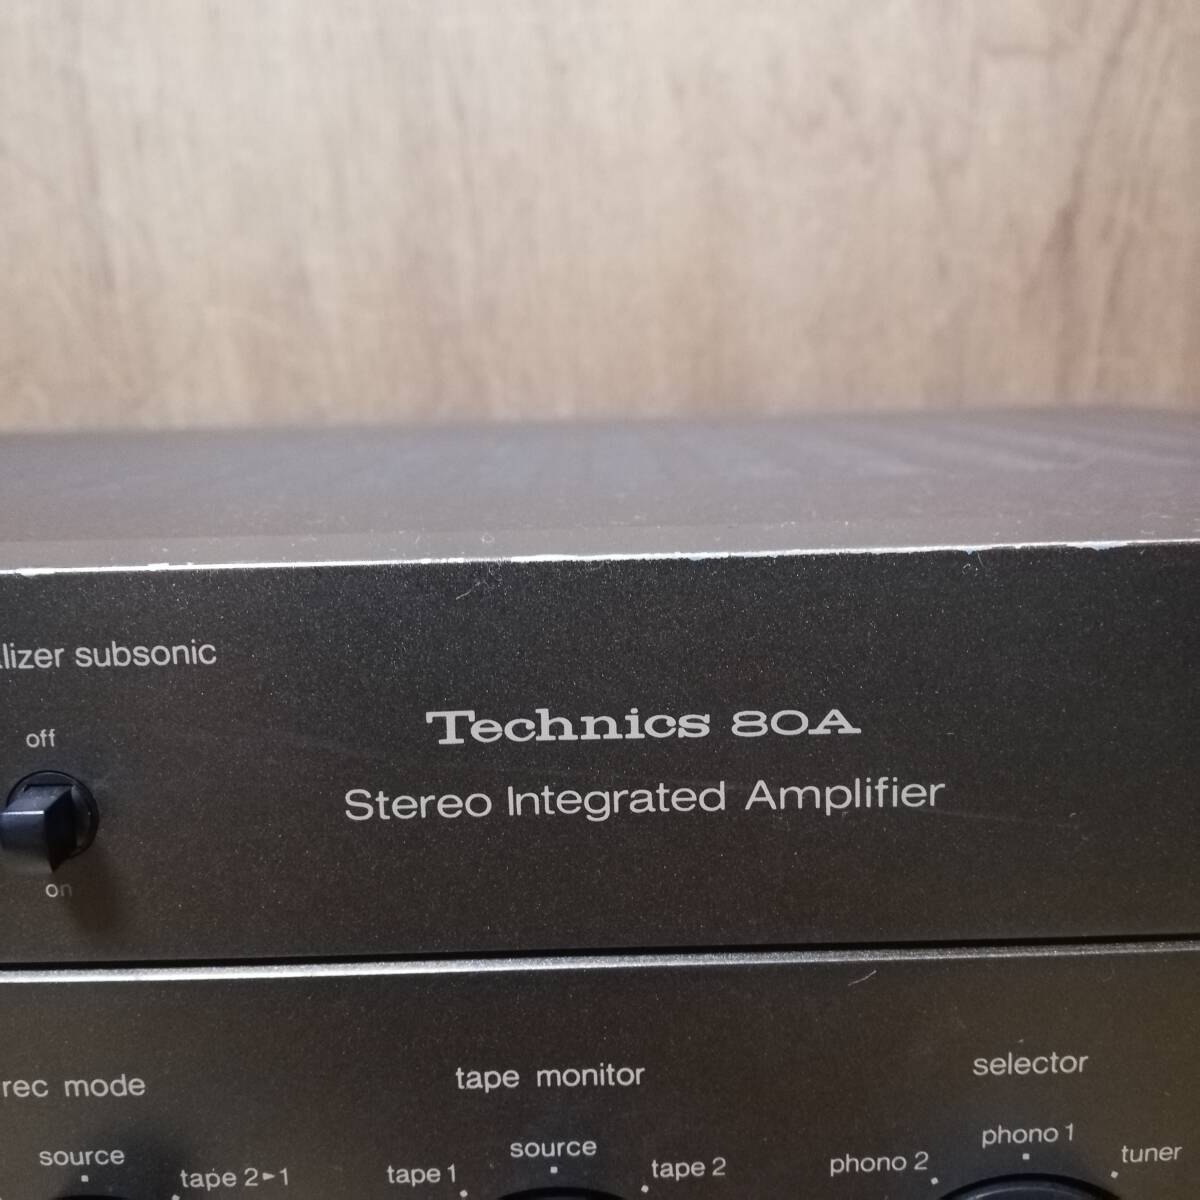 lizer subsonic
off
on
Technics 80A
Stereo Integrated Amplifier
rec mode
source
tape 2►1
tape monitor
tape 1
source
tape 2
selector
phono 2
phono 1
tuner